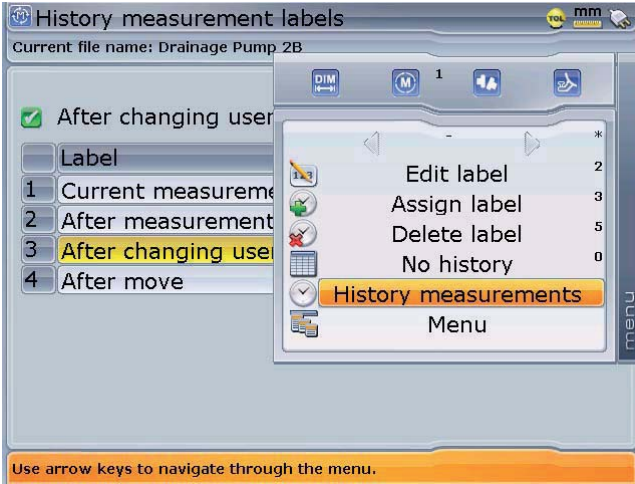 History measurement labels
mm
TOL
Current file name: Drainage Pump 2B
DIM
M
1
After changing user
- *
Label
123
Edit label 2
1 Current measureme
Assign label 3
2 After measurement
Delete label 5
3 After changing user
No history 0
4 After move
History measurements
Menu
menu
Use arrow keys to navigate through the menu.